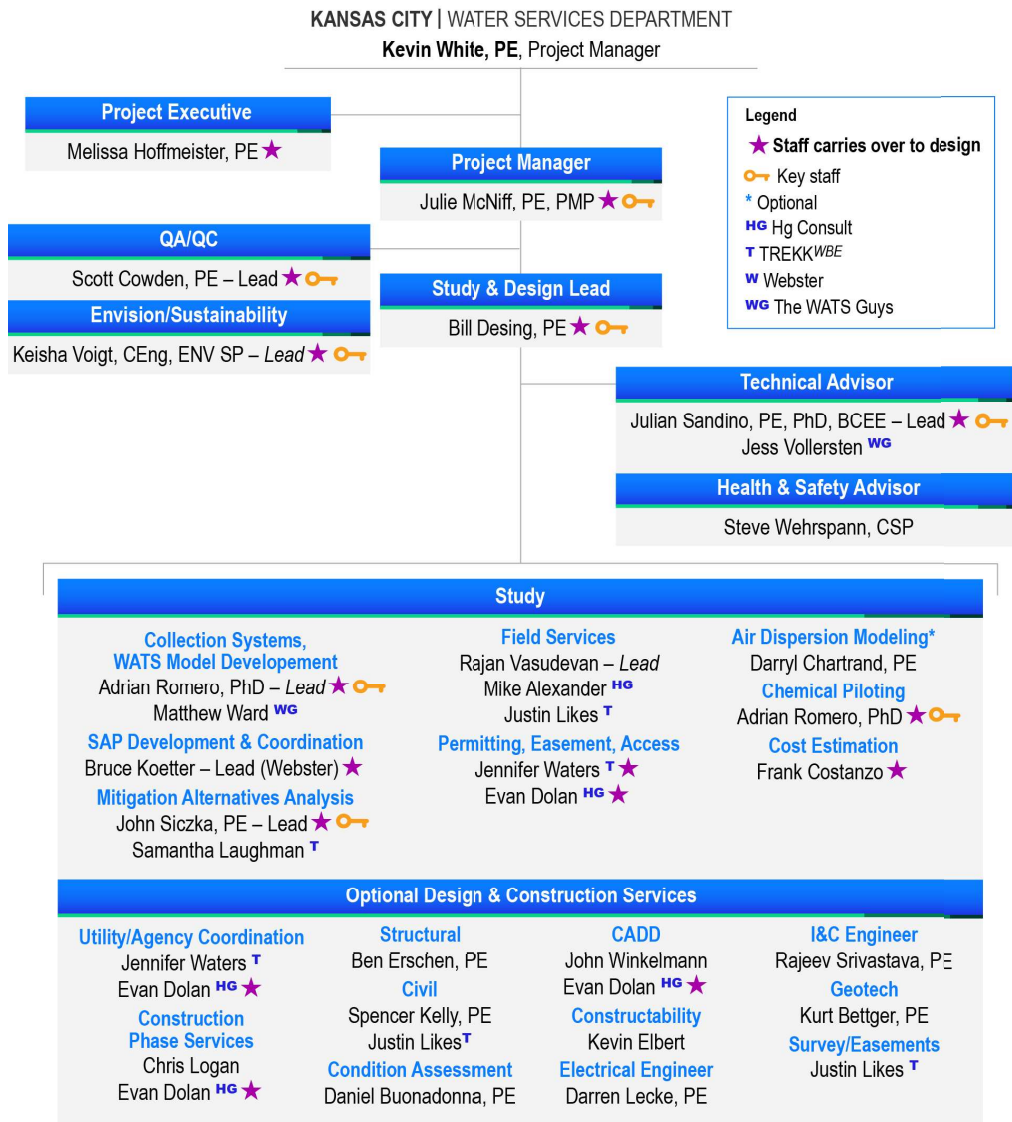 KANSAS CITY | WATER SERVICES DEPARTMENT
Kevin White, PE, Project Manager
Project Executive
Melissa Hoffmeister, PE
Project Manager
Julie McNiff, PE, PMP
QA/QC
Scott Cowden, PE – Lead
Envision/Sustainability
Keisha Voigt, CEng, ENV SP – Lead
Study & Design Lead
Bill Desing, PE
Legend
Staff carries over to design
Key staff
* Optional
HG Hg Consult
T TREKK WBE
W Webster
WG The WATS Guys
Technical Advisor
Julian Sandino, PE, PhD, BCEE – Lead
Jess Vollersten WG
Health & Safety Advisor
Steve Wehrspann, CSP
Study
Collection Systems,
WATS Model Developement
Adrian Romero, PhD – Lead
Matthew Ward WG
SAP Development & Coordination
Bruce Koetter – Lead (Webster)
Mitigation Alternatives Analysis
John Siczka, PE – Lead
Samantha Laughman T
Field Services
Rajan Vasudevan – Lead
Mike Alexander HG
Justin Likes T
Permitting, Easement, Access
Jennifer Waters T
Evan Dolan HG
Air Dispersion Modeling*
Darryl Chartrand, PE
Chemical Piloting
Adrian Romero, PhD
Cost Estimation
Frank Costanzo
Optional Design & Construction Services
Utility/Agency Coordination
Jennifer Waters T
Evan Dolan HG
Construction
Phase Services
Chris Logan
Evan Dolan HG
Structural
Ben Erschen, PE
Civil
Spencer Kelly, PE
Justin Likes T
Condition Assessment
Daniel Buonadonna, PE
CADD
John Winkelmann
Evan Dolan HG
Constructability
Kevin Elbert
Electrical Engineer
Darren Lecke, PE
I&C Engineer
Rajeev Srivastava, PE
Geotech
Kurt Bettger, PE
Survey/Easements
Justin Likes T